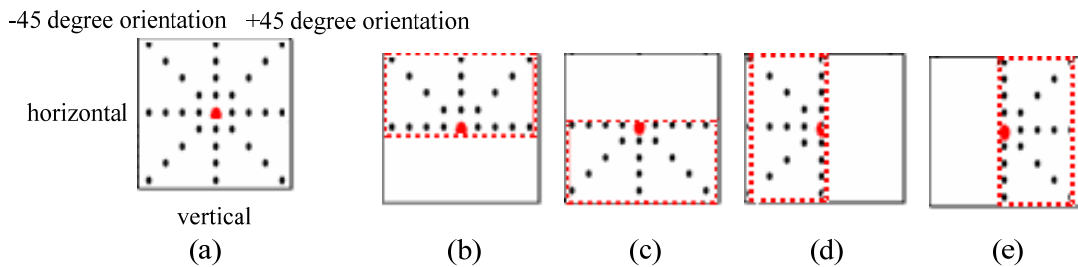 -45 degree orientation +45 degree orientation
horizontal
vertical
(a) (b) (c) (d) (e)